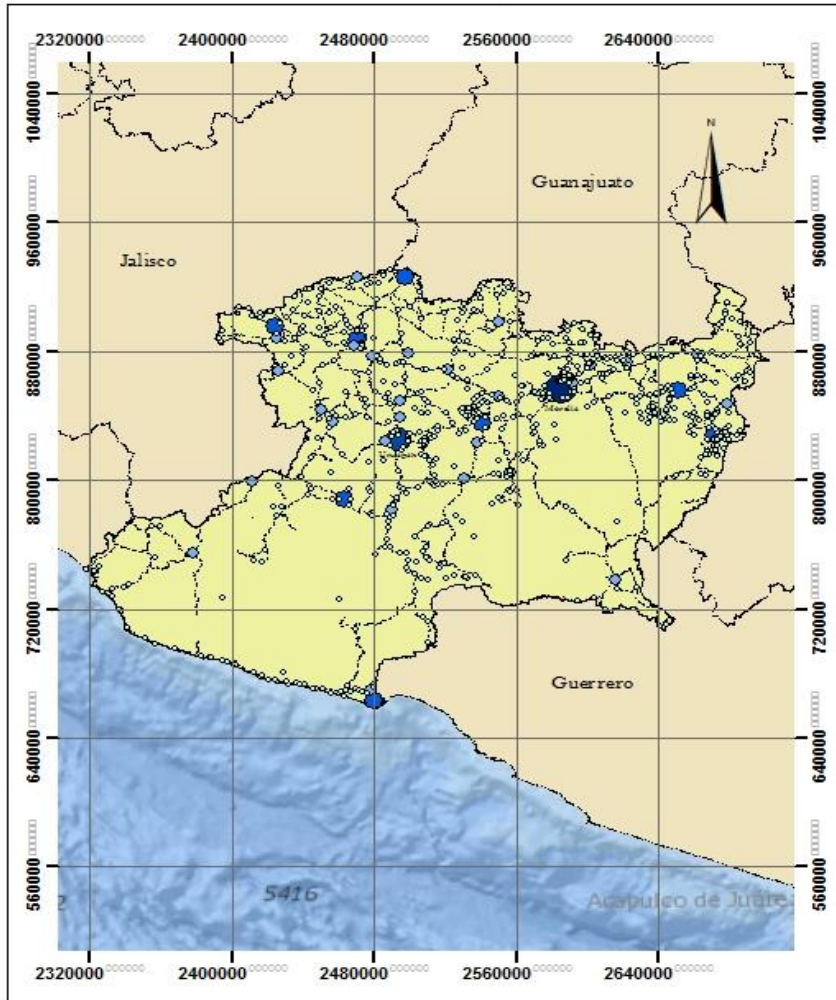 2320000 2400000 2480000 2560000 2640000
1040000 1040000
N
Guanajuato
960000 960000
Jalisco
880000 880000
Morelia
800000 800000
720000 720000
Guerrero
640000 640000
5416
Acapulco de Juáre
560000 560000
2320000 2400000 2480000 2560000 2640000